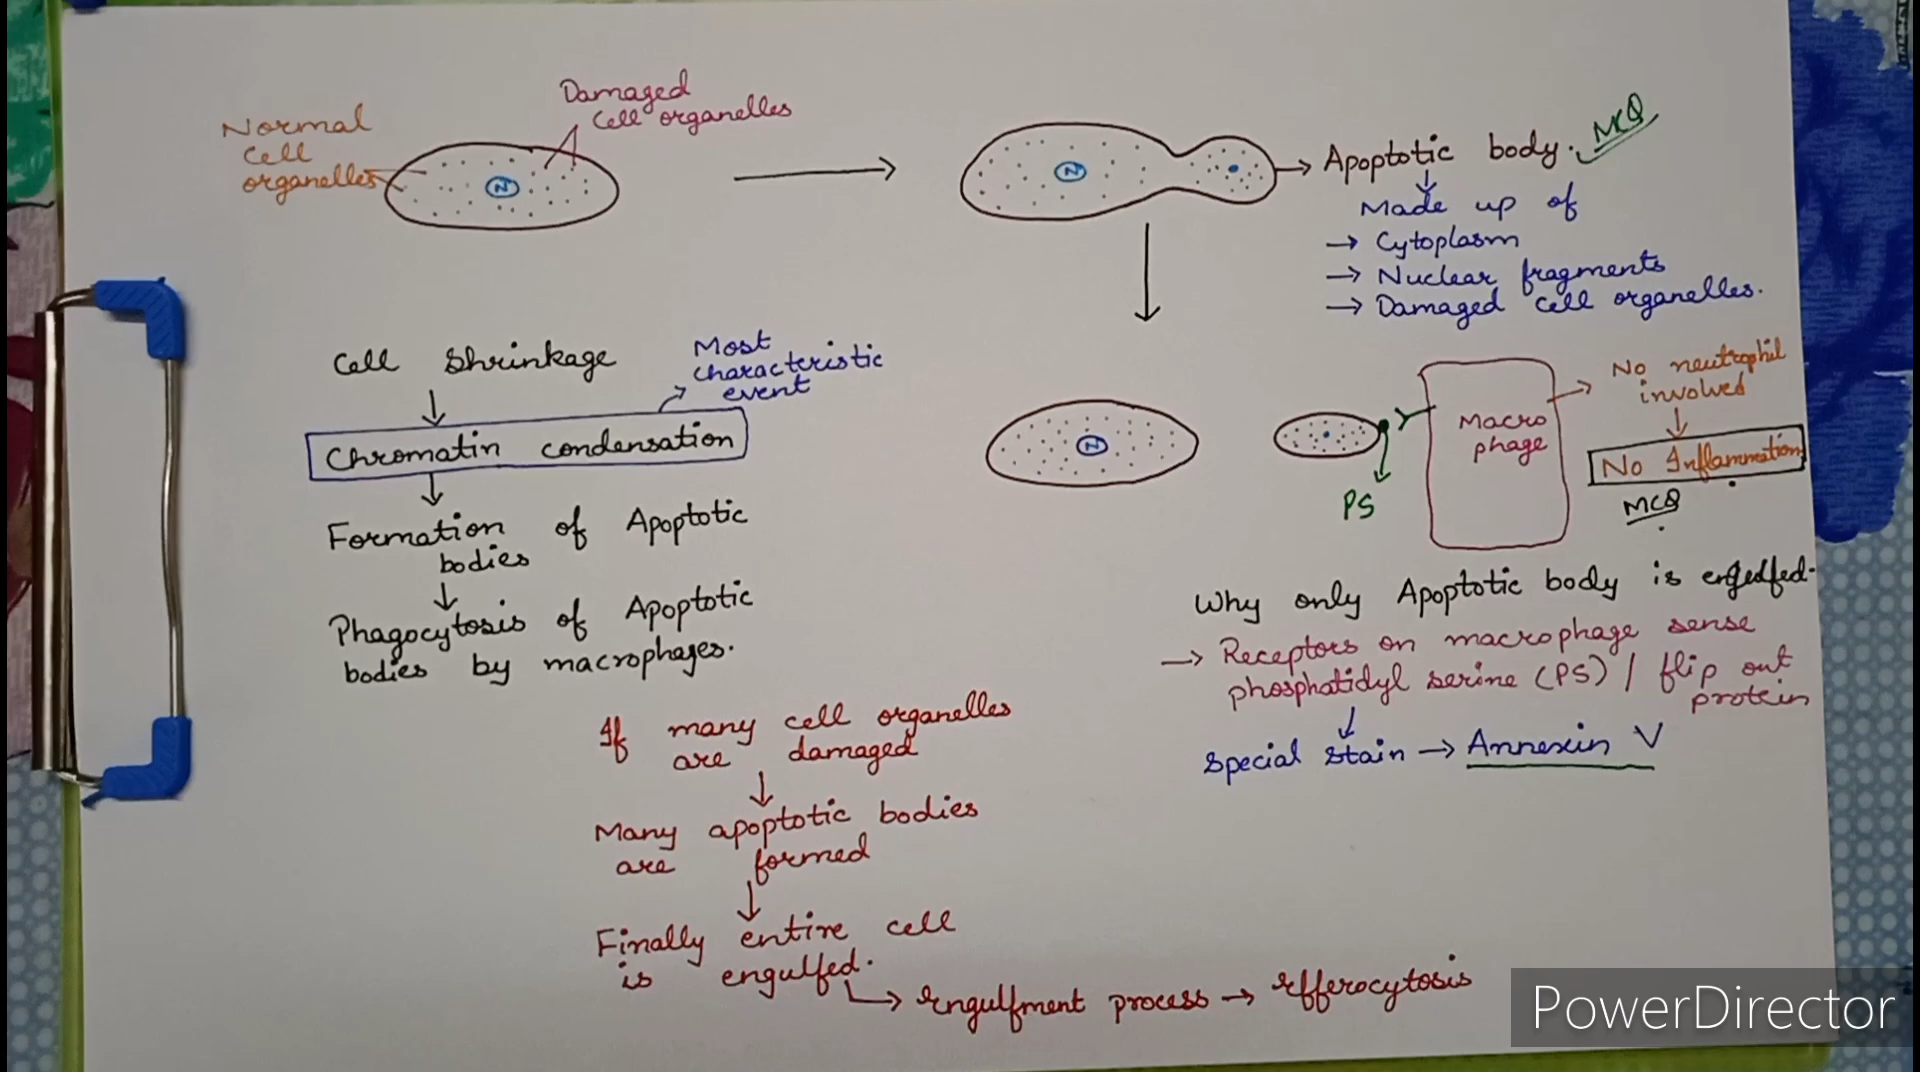 Normal
cell
organelles
Damaged
cell organelles
N
N
Apoptotic body. MCQ
Made up of
→ Cytoplasm
→ Nuclear fragments
→ Damaged cell organelles.
Cell shrinkage
Most
characteristic
event
Chromatin condensation
Formation of Apoptotic
bodies
Phagocytosis of Apoptotic
bodies by macrophages.
N
PS
Macro
phage
No neutrophil
involved
No Inflammation
MCQ
Why only Apoptotic body is engulfed.
→ Receptors on macrophage sense
phosphatidyl serine (PS) / flip out
protein
Special stain → Annexin V
If many cell organelles
are damaged
Many apoptotic bodies
are formed
Finally entire cell
is engulfed.
→ Engulfment process → Efferocytosis
PowerDirector